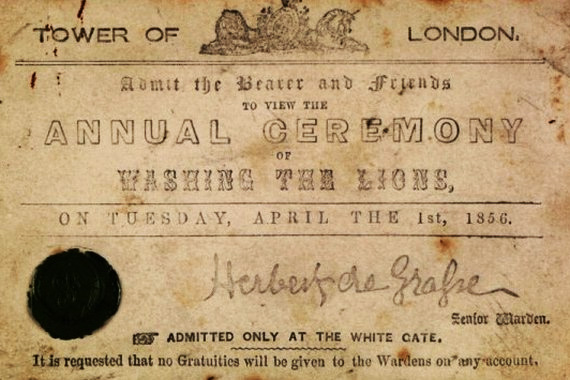 TOWER OF LONDON.
Admit the Bearer and Friends
TO VIEW THE
ANNUAL CEREMONY
OF
WASHING THE LIONS,
ON TUESDAY, APRIL THE 1st, 1856.
Herbert de Grasse
Senior Warden.
ADMITTED ONLY AT THE WHITE GATE.
It is requested that no Gratuities will be given to the Wardens on any account.